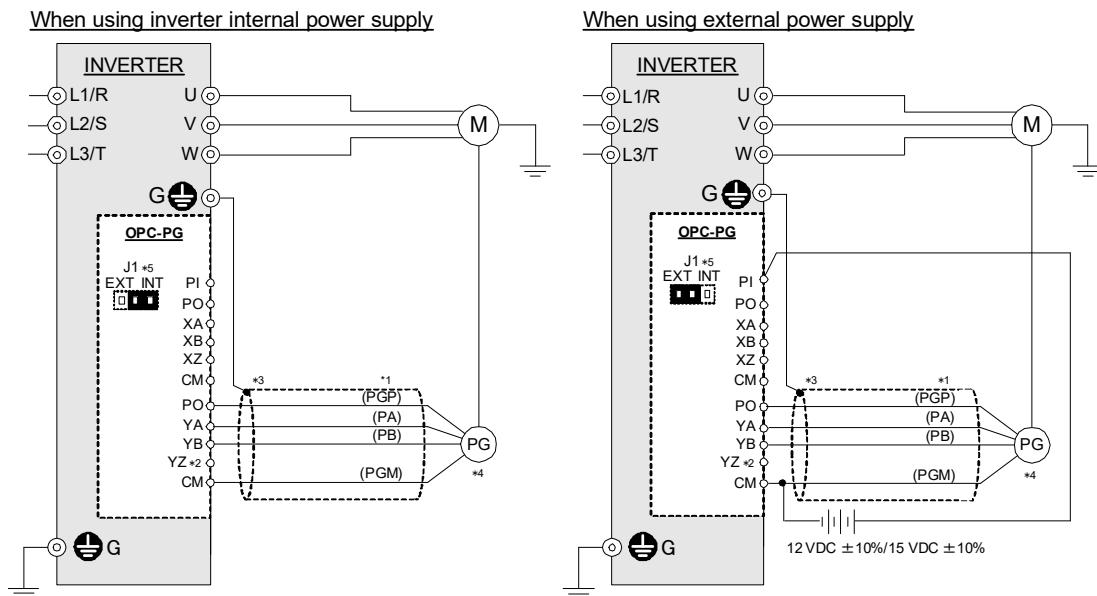 When using inverter internal power supply
INVERTER
L1/R
U
L2/S
V
M
L3/T
W
G
OPC-PG
J1 *5
EXT INT
PI
PO
XA
XB
XZ
CM
*3
*1
(PGP)
PO
(PA)
YA
(PB)
YB
PG
YZ *2
*4
(PGM)
CM
G
When using external power supply
INVERTER
L1/R
U
L2/S
V
M
L3/T
W
G
OPC-PG
J1 *5
EXT INT
PI
PO
XA
XB
XZ
CM
*3
*1
(PGP)
PO
(PA)
YA
(PB)
YB
PG
YZ *2
*4
(PGM)
CM
12 VDC ±10%/15 VDC ±10%
G